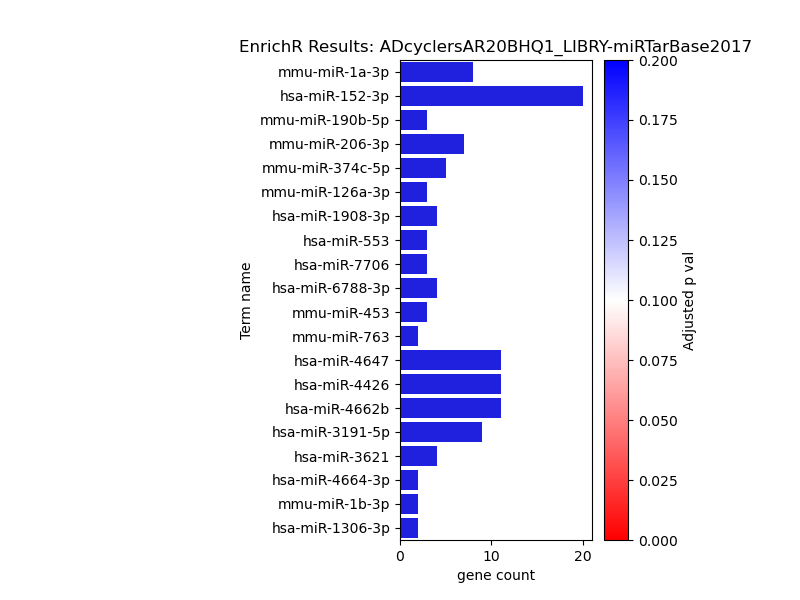 EnrichR Results: ADcyclersAR20BHQ1_LIBRY-miRTarBase2017
mmu-miR-1a-3p
hsa-miR-152-3p
mmu-miR-190b-5p
mmu-miR-206-3p
mmu-miR-374c-5p
mmu-miR-126a-3p
hsa-miR-1908-3p
hsa-miR-553
hsa-miR-7706
hsa-miR-6788-3p
mmu-miR-453
mmu-miR-763
hsa-miR-4647
hsa-miR-4426
hsa-miR-4662b
hsa-miR-3191-5p
hsa-miR-3621
hsa-miR-4664-3p
mmu-miR-1b-3p
hsa-miR-1306-3p
Term name
0 10 20
gene count
0.200
0.175
0.150
0.125
0.100
0.075
0.050
0.025
0.000
Adjusted p val